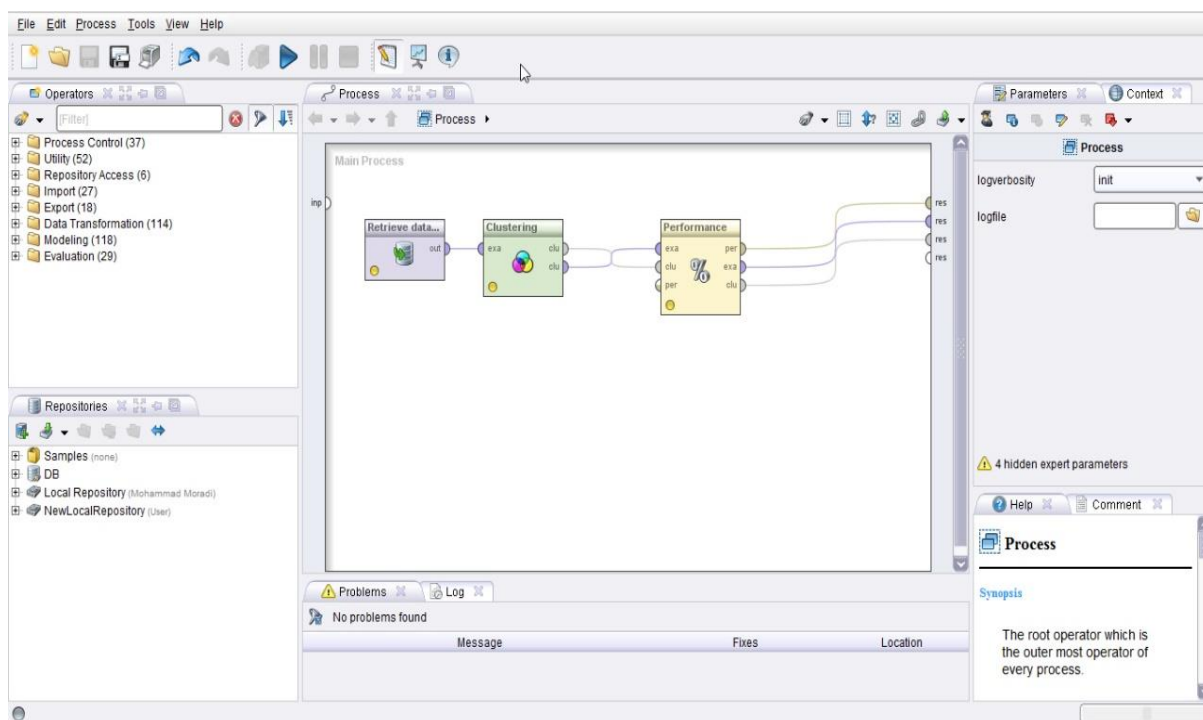 File Edit Process Tools View Help
Operators
[Filter]
Process Control (37)
Utility (52)
Repository Access (6)
Import (27)
Export (18)
Data Transformation (114)
Modeling (118)
Evaluation (29)
Repositories
Samples (none)
DB
Local Repository (Mohammad Moradi)
NewLocalRepository (User)
Process
Process
Main Process
inp
Retrieve data...
out
Clustering
exa clu
clu
Performance
exa per
clu % exa
per clu
res
res
res
res
Problems Log
No problems found
Message Fixes Location
Parameters Context
Process
logverbosity init
logfile
4 hidden expert parameters
Help Comment
Process
Synopsis
The root operator which is
the outer most operator of
every process.